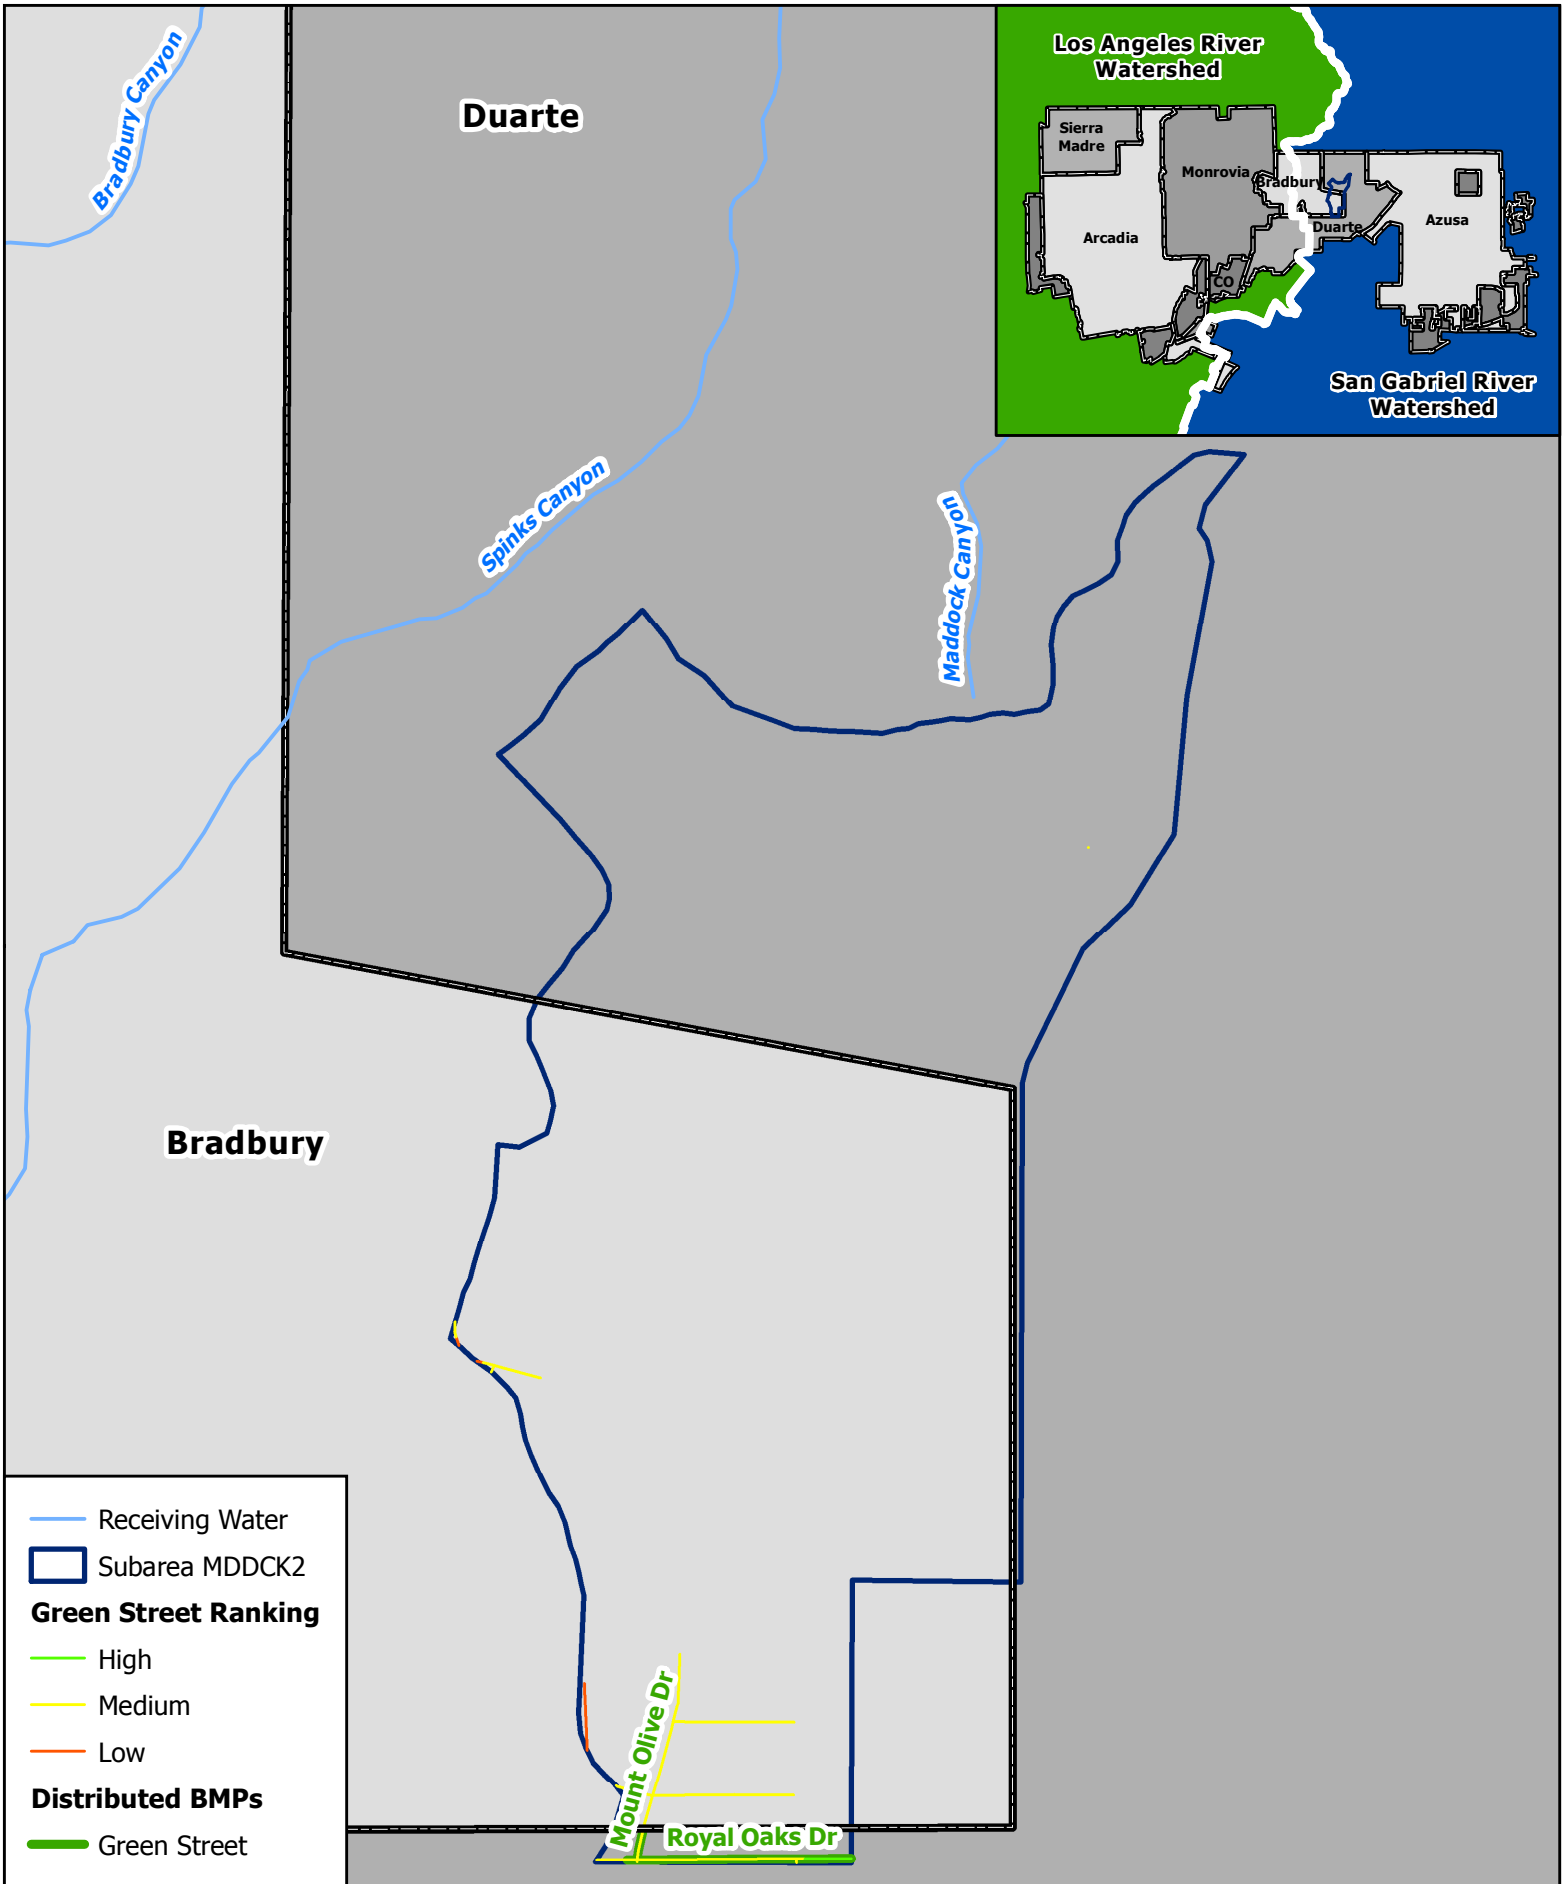 Bradbury Canyon
Duarte
Los Angeles River
Watershed
Sierra
Madre
Monrovia
Bradbury
Arcadia
Duarte
Azusa
CO
San Gabriel River
Watershed
Spinks Canyon
Maddock Canyon
Bradbury
Mount Olive Dr
Royal Oaks Dr
Receiving Water
Subarea MDDCK2
Green Street Ranking
High
Medium
Low
Distributed BMPs
Green Street